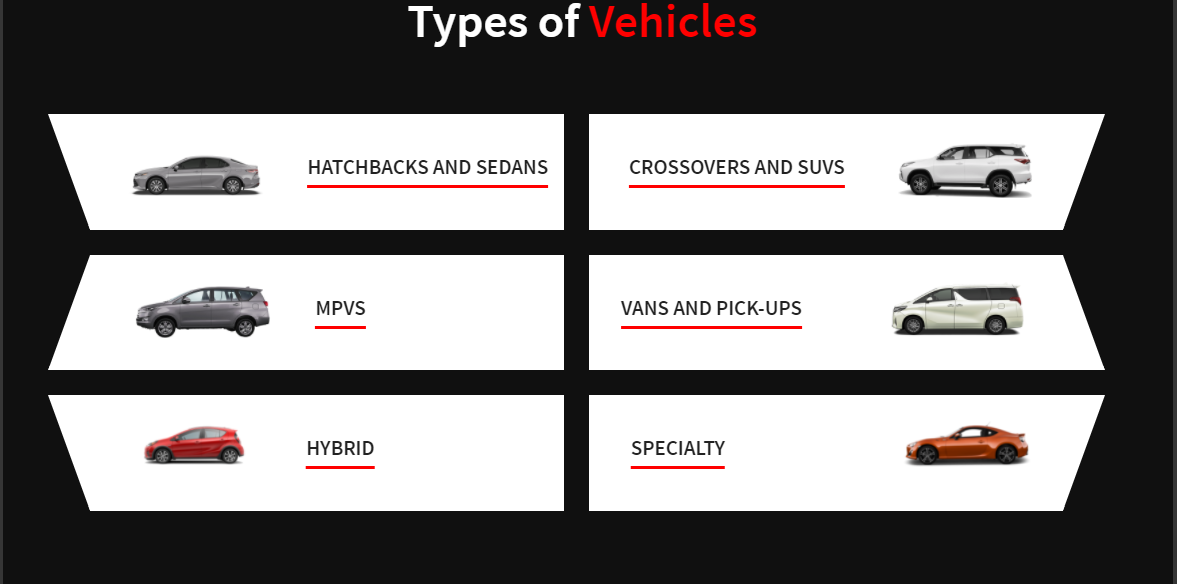 Types of Vehicles
HATCHBACKS AND SEDANS
CROSSOVERS AND SUVS
MPVS
VANS AND PICK-UPS
HYBRID
SPECIALTY